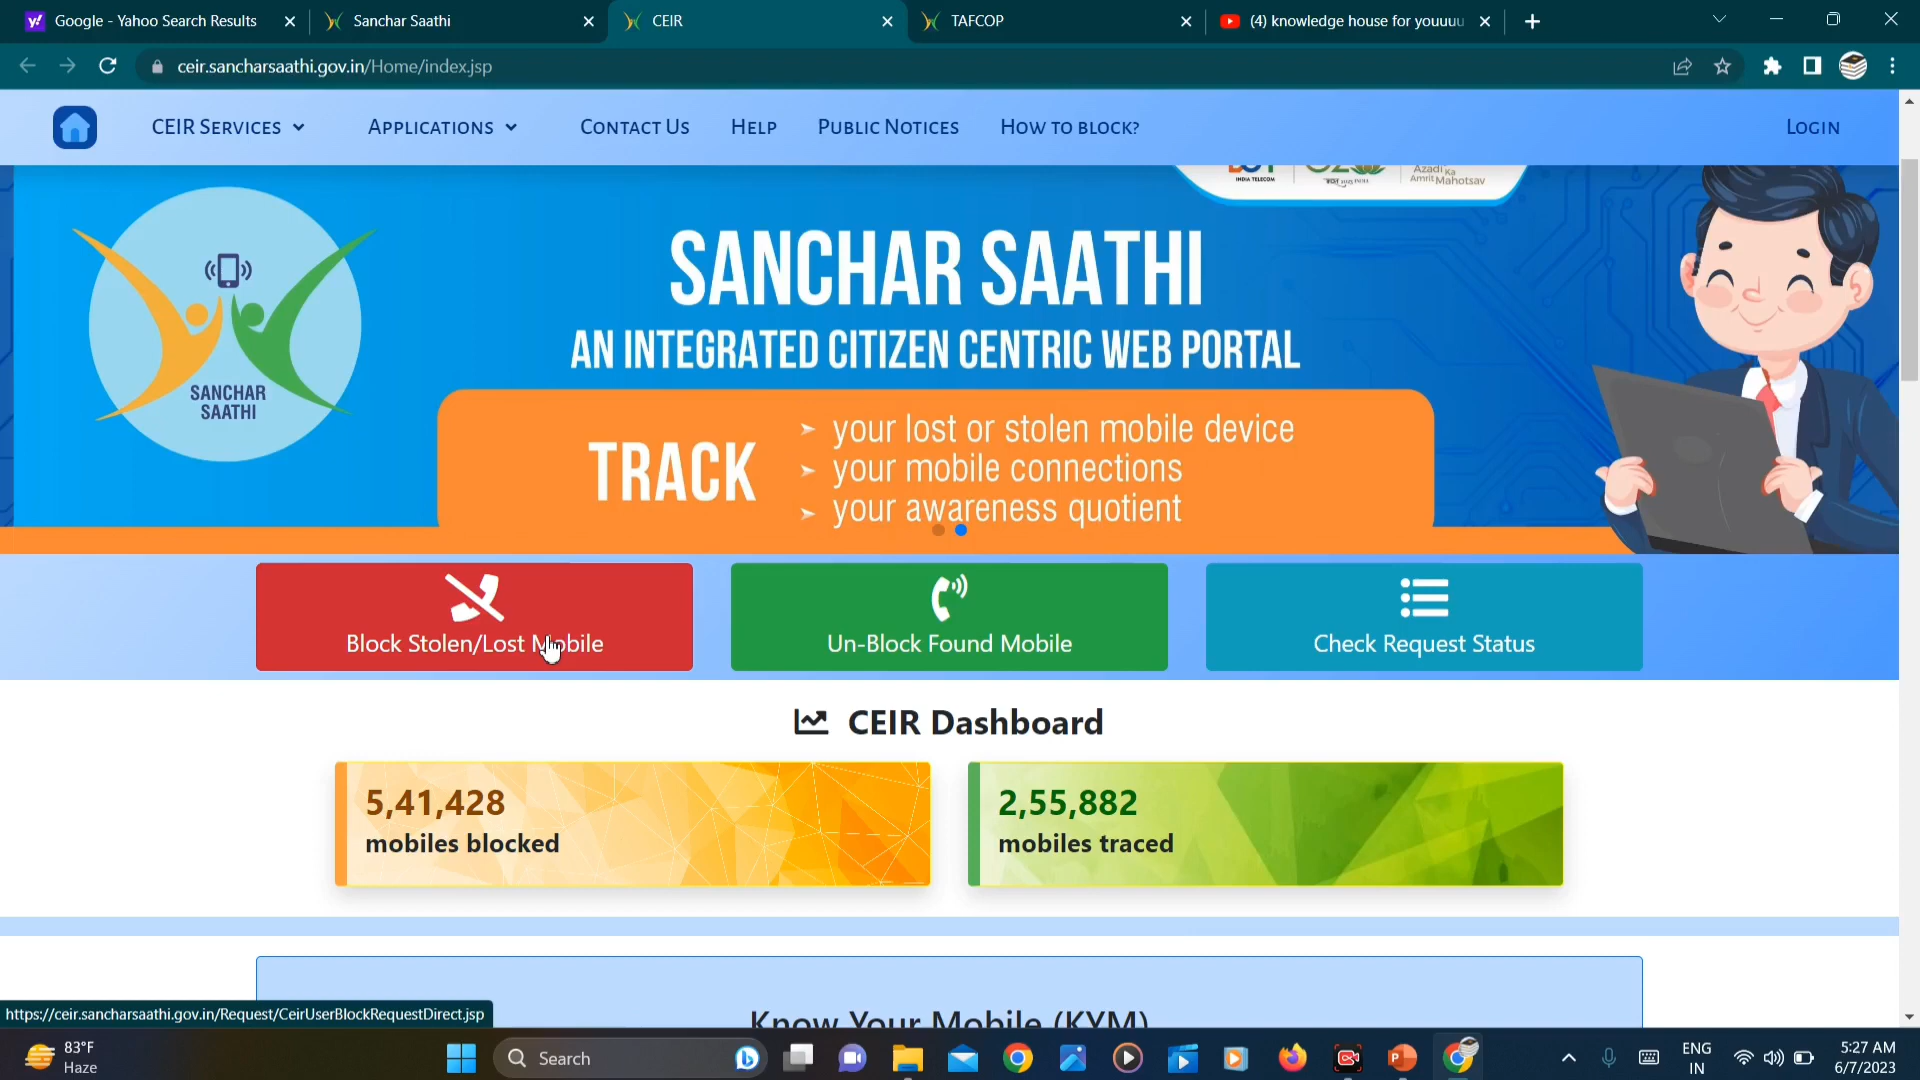 Google - Yahoo Search Results
Sanchar Saathi
CEIR
TAFCOP
(4) knowledge house for youuuu
ceir.sancharsaathi.gov.in/Home/index.jsp
CEIR Services
Applications
Contact Us
Help
Public Notices
How to block?
Login
INDIA TELECOM
Azadi Ka
Amrit Mahotsav
SANCHAR SAATHI
AN INTEGRATED CITIZEN CENTRIC WEB PORTAL
SANCHAR
SAATHI
TRACK
➢ your lost or stolen mobile device
➢ your mobile connections
➢ your awareness quotient
Block Stolen/Lost Mobile
Un-Block Found Mobile
Check Request Status
CEIR Dashboard
5,41,428
mobiles blocked
2,55,882
mobiles traced
Know Your Mobile (KYM)
https://ceir.sancharsaathi.gov.in/Request/CeirUserBlockRequestDirect.jsp
83°F
Haze
Search
ENG
IN
5:27 AM
6/7/2023